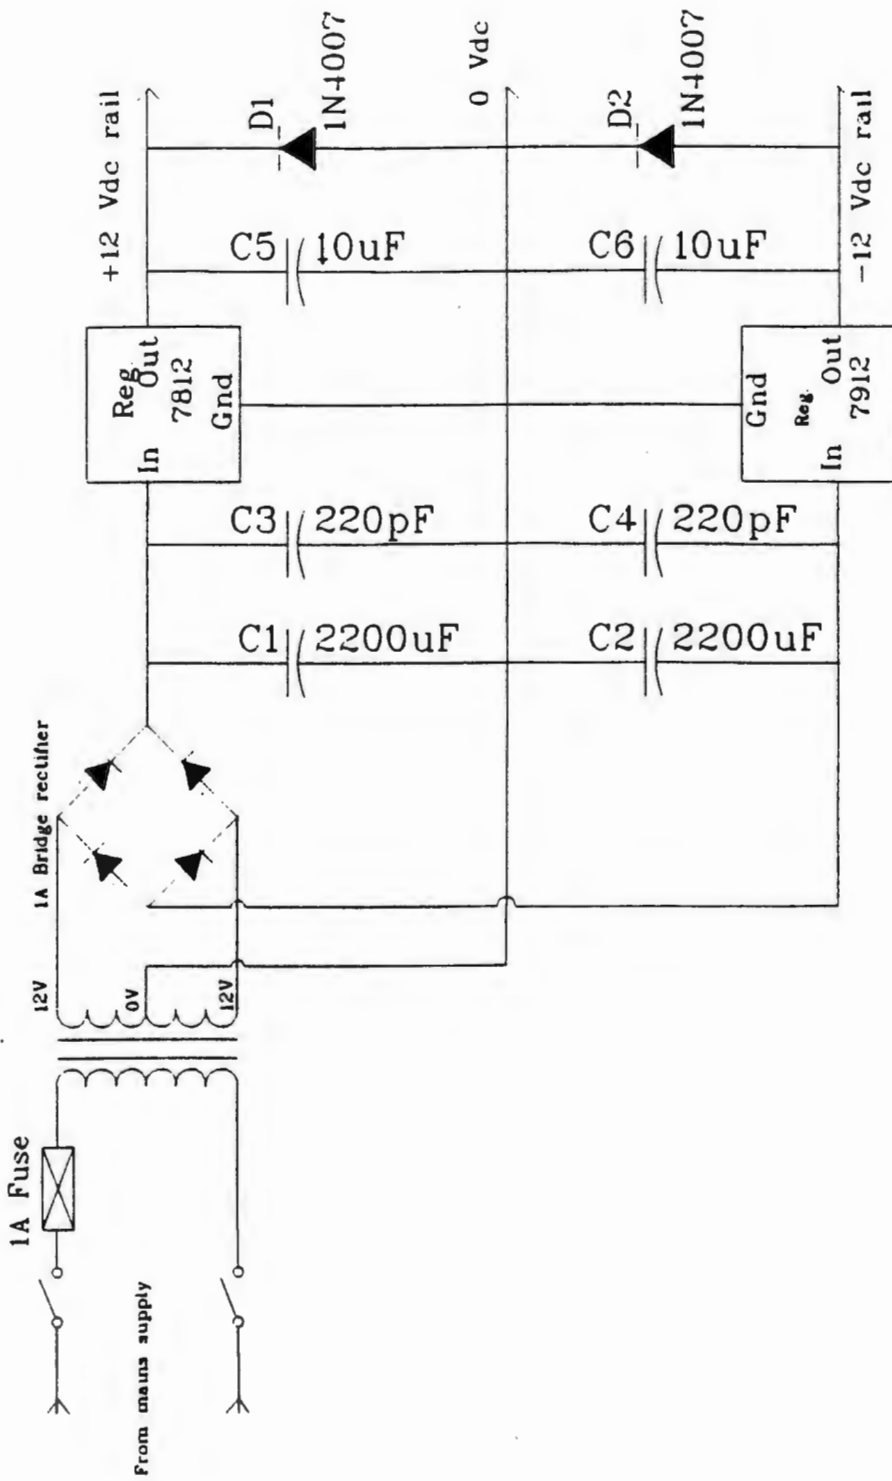 From mains supply
1A Fuse
12V
0V
12V
1A Bridge rectifier
C1
2200uF
C2
2200uF
C3
220pF
C4
220pF
Reg
In
Out
7812
Gnd
Gnd
Reg.
In
Out
7912
C5
10uF
C6
10uF
D1
1N4007
D2
1N4007
+12 Vdc rail
0 Vdc
-12 Vdc rail